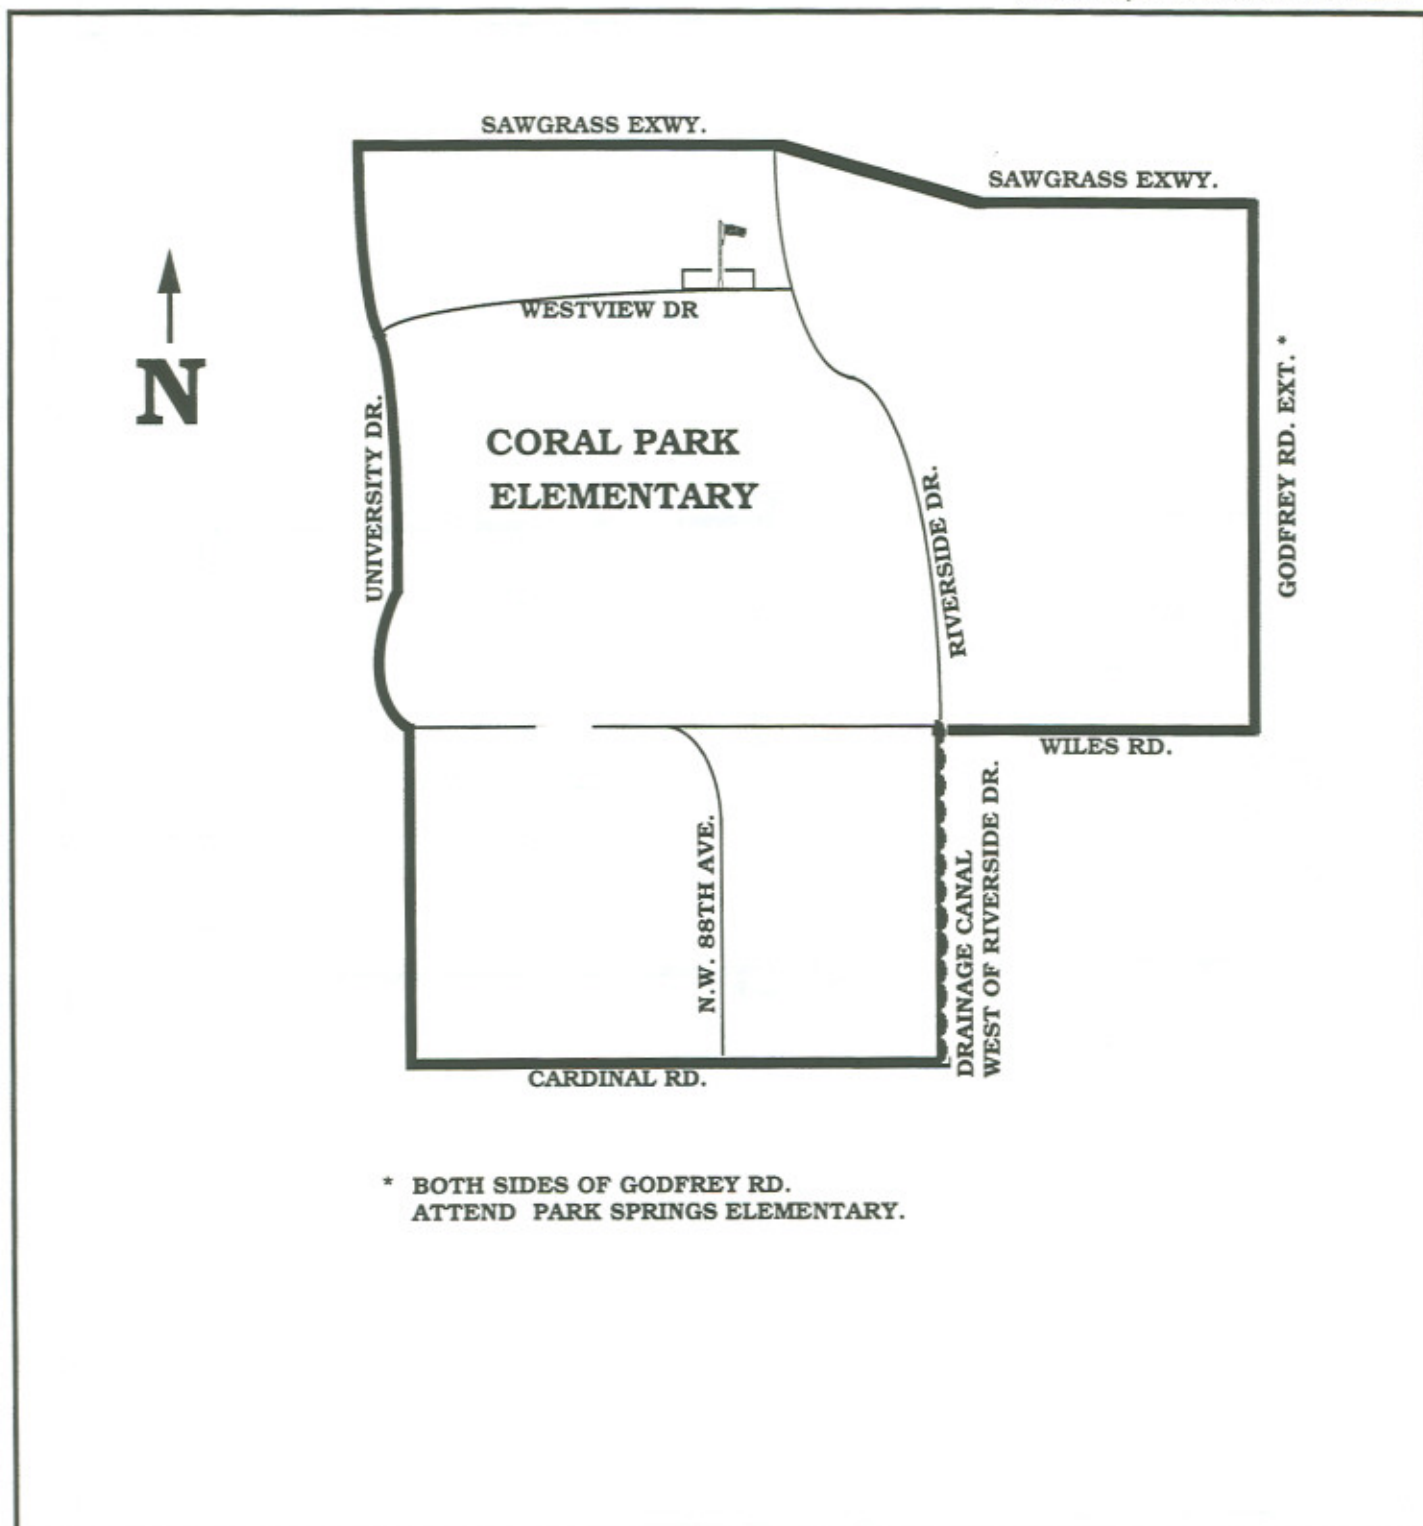 SAWGRASS EXWY.
SAWGRASS EXWY.
WESTVIEW DR
N
GODFREY RD. EXT. *
UNIVERSITY DR.
CORAL PARK
ELEMENTARY
RIVERSIDE DR.
WILES RD.
N.W. 88TH AVE.
DRAINAGE CANAL
WEST OF RIVERSIDE DR.
CARDINAL RD.
* BOTH SIDES OF GODFREY RD.
ATTEND PARK SPRINGS ELEMENTARY.